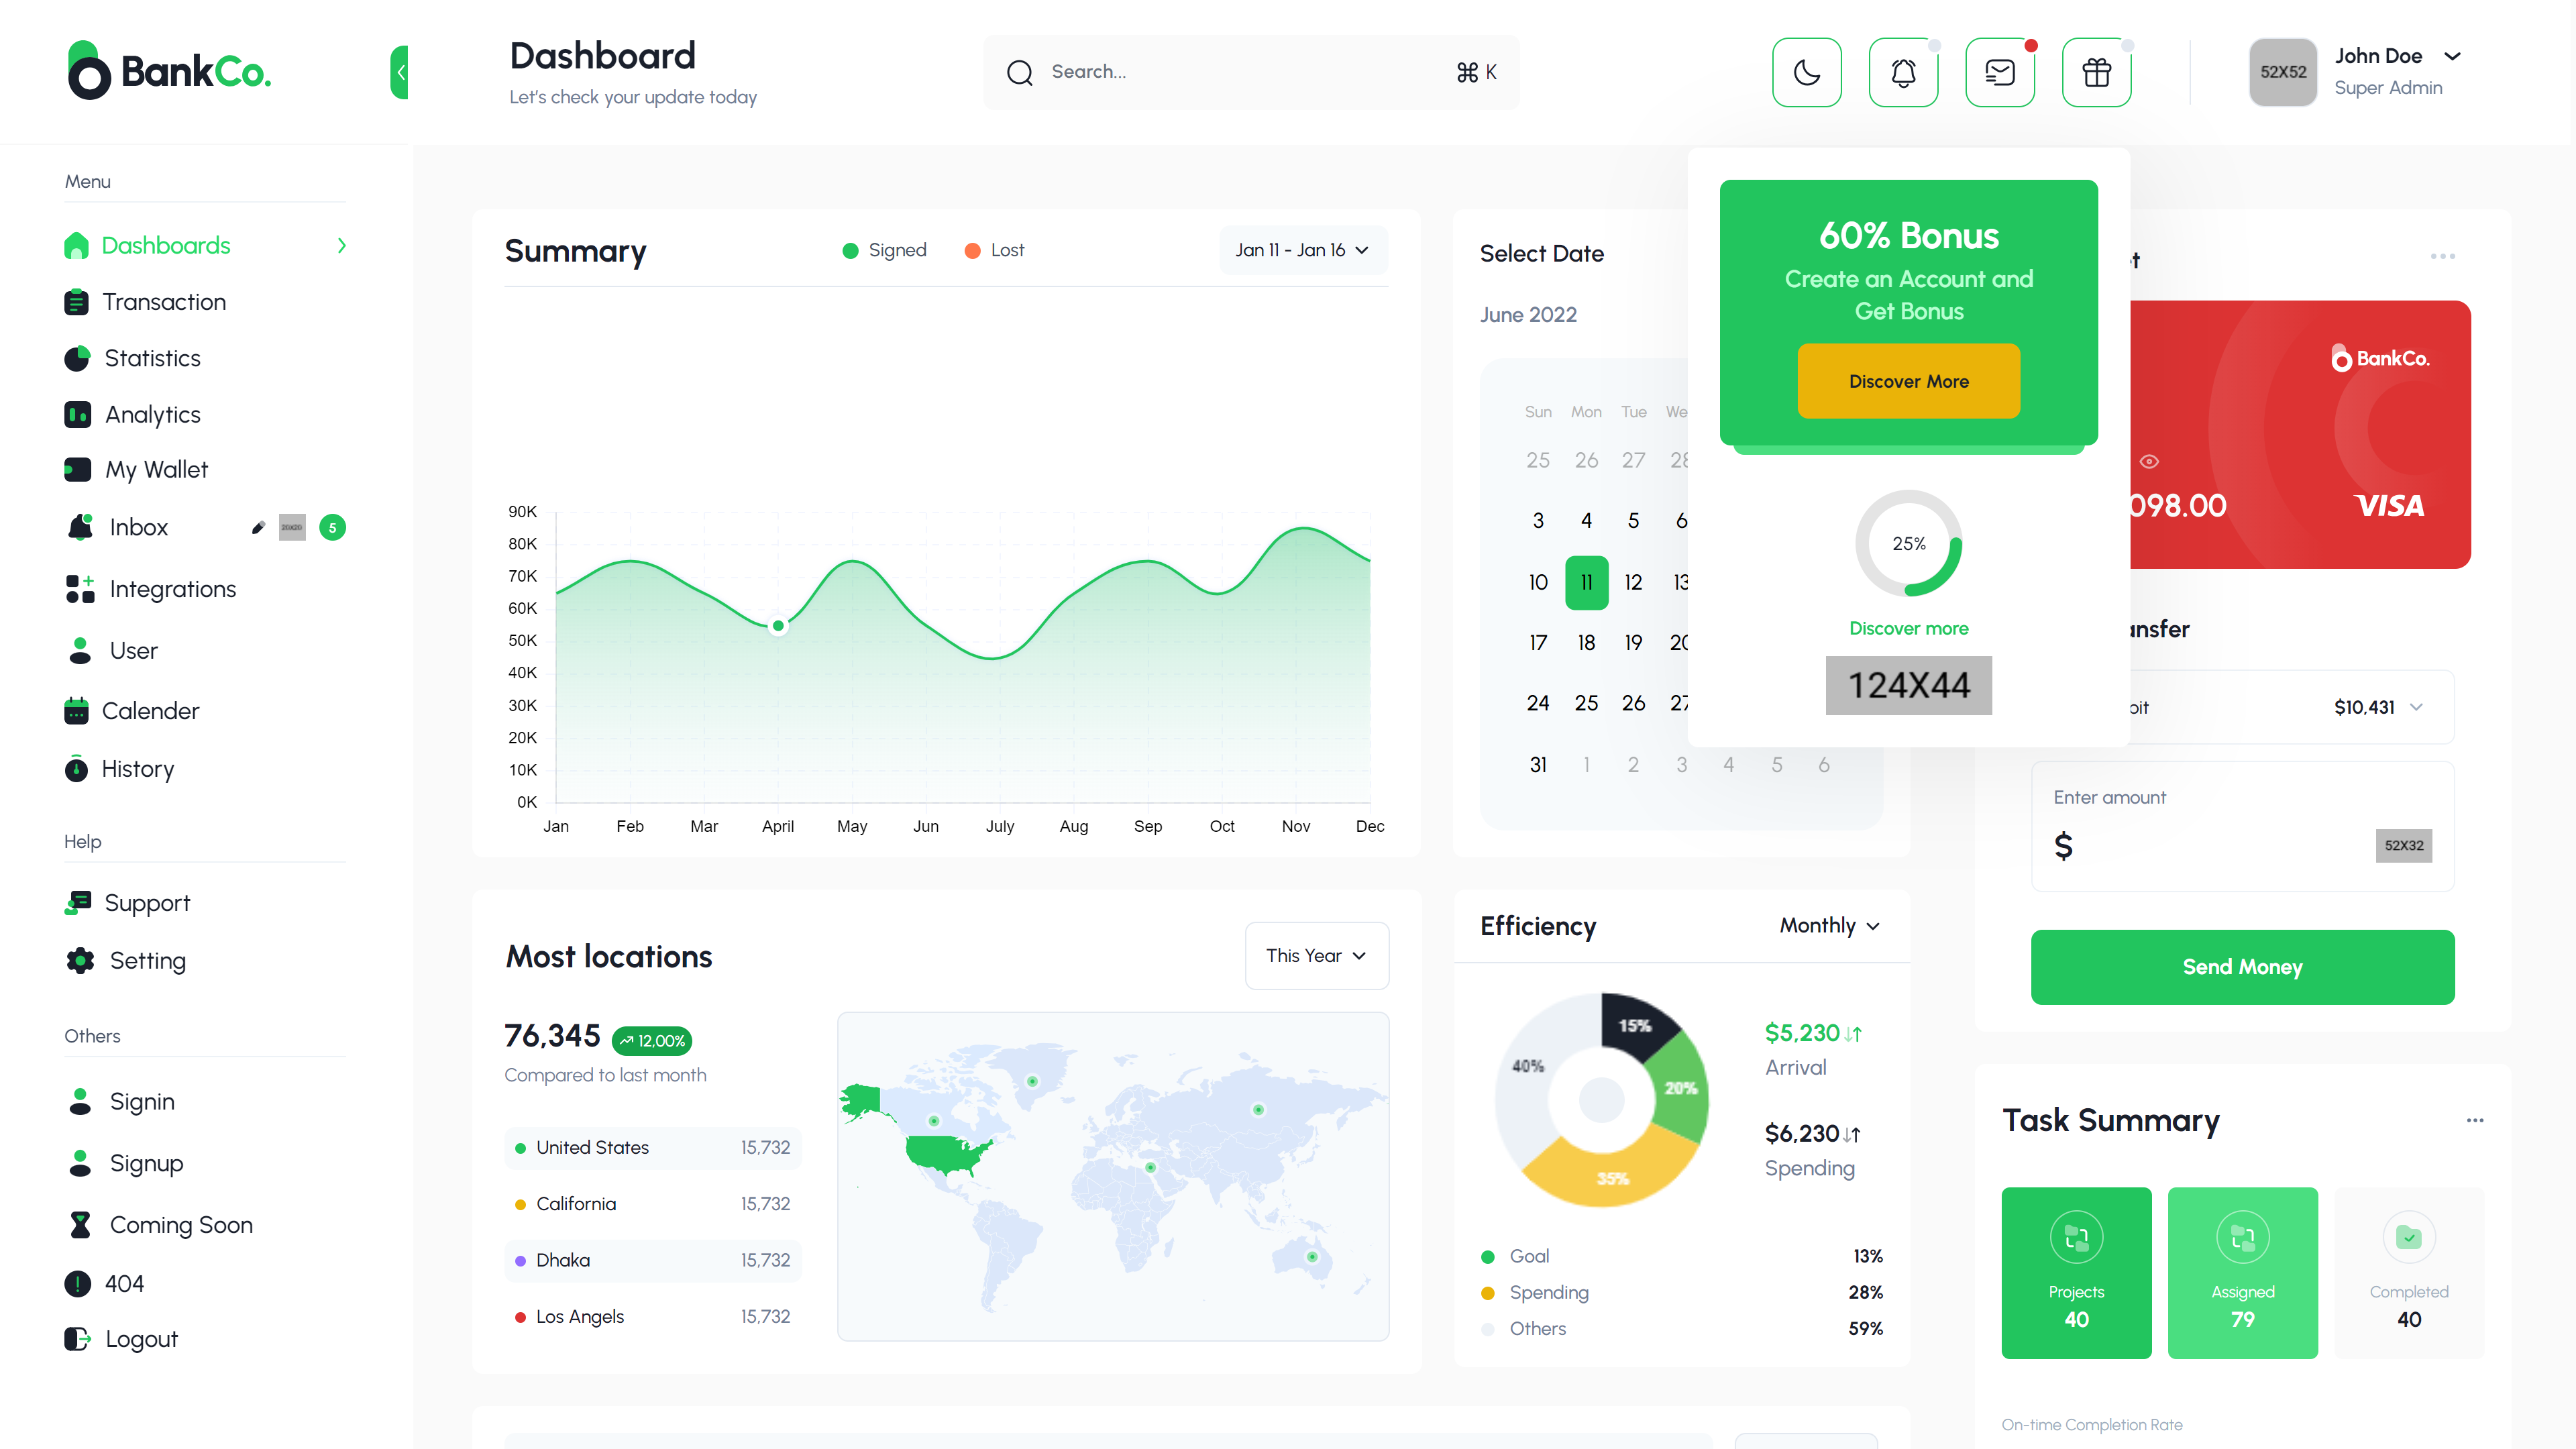 BankCo.
Dashboard
Let's check your update today
Search...
⌘ K
52X52
John Doe
Super Admin
Menu
Dashboards
Transaction
Statistics
Analytics
My Wallet
Inbox
20X20
5
Integrations
User
Calender
History
Help
Support
Setting
Others
Signin
Signup
Coming Soon
404
Logout
Summary
Signed
Lost
Jan 11 - Jan 16
90K
80K
70K
60K
50K
40K
30K
20K
10K
0K
Jan Feb Mar April May Jun July Aug Sep Oct Nov Dec
Select Date
June 2022
Sun Mon Tue We
25 26 27 28
3 4 5 6
10 11 12 13
17 18 19 20
24 25 26 27
31 1 2 3 4 5 6
60% Bonus
Create an Account and
Get Bonus
Discover More
25%
Discover more
124X44
et
BankCo.
098.00
VISA
ansfer
bit
$10,431
Enter amount
$
52X32
Send Money
Most locations
This Year
76,345
12,00%
Compared to last month
United States 15,732
California 15,732
Dhaka 15,732
Los Angels 15,732
Efficiency
Monthly
15%
20%
35%
40%
$5,230
Arrival
$6,230
Spending
Goal 13%
Spending 28%
Others 59%
Task Summary
Projects
40
Assigned
79
Completed
40
On-time Completion Rate